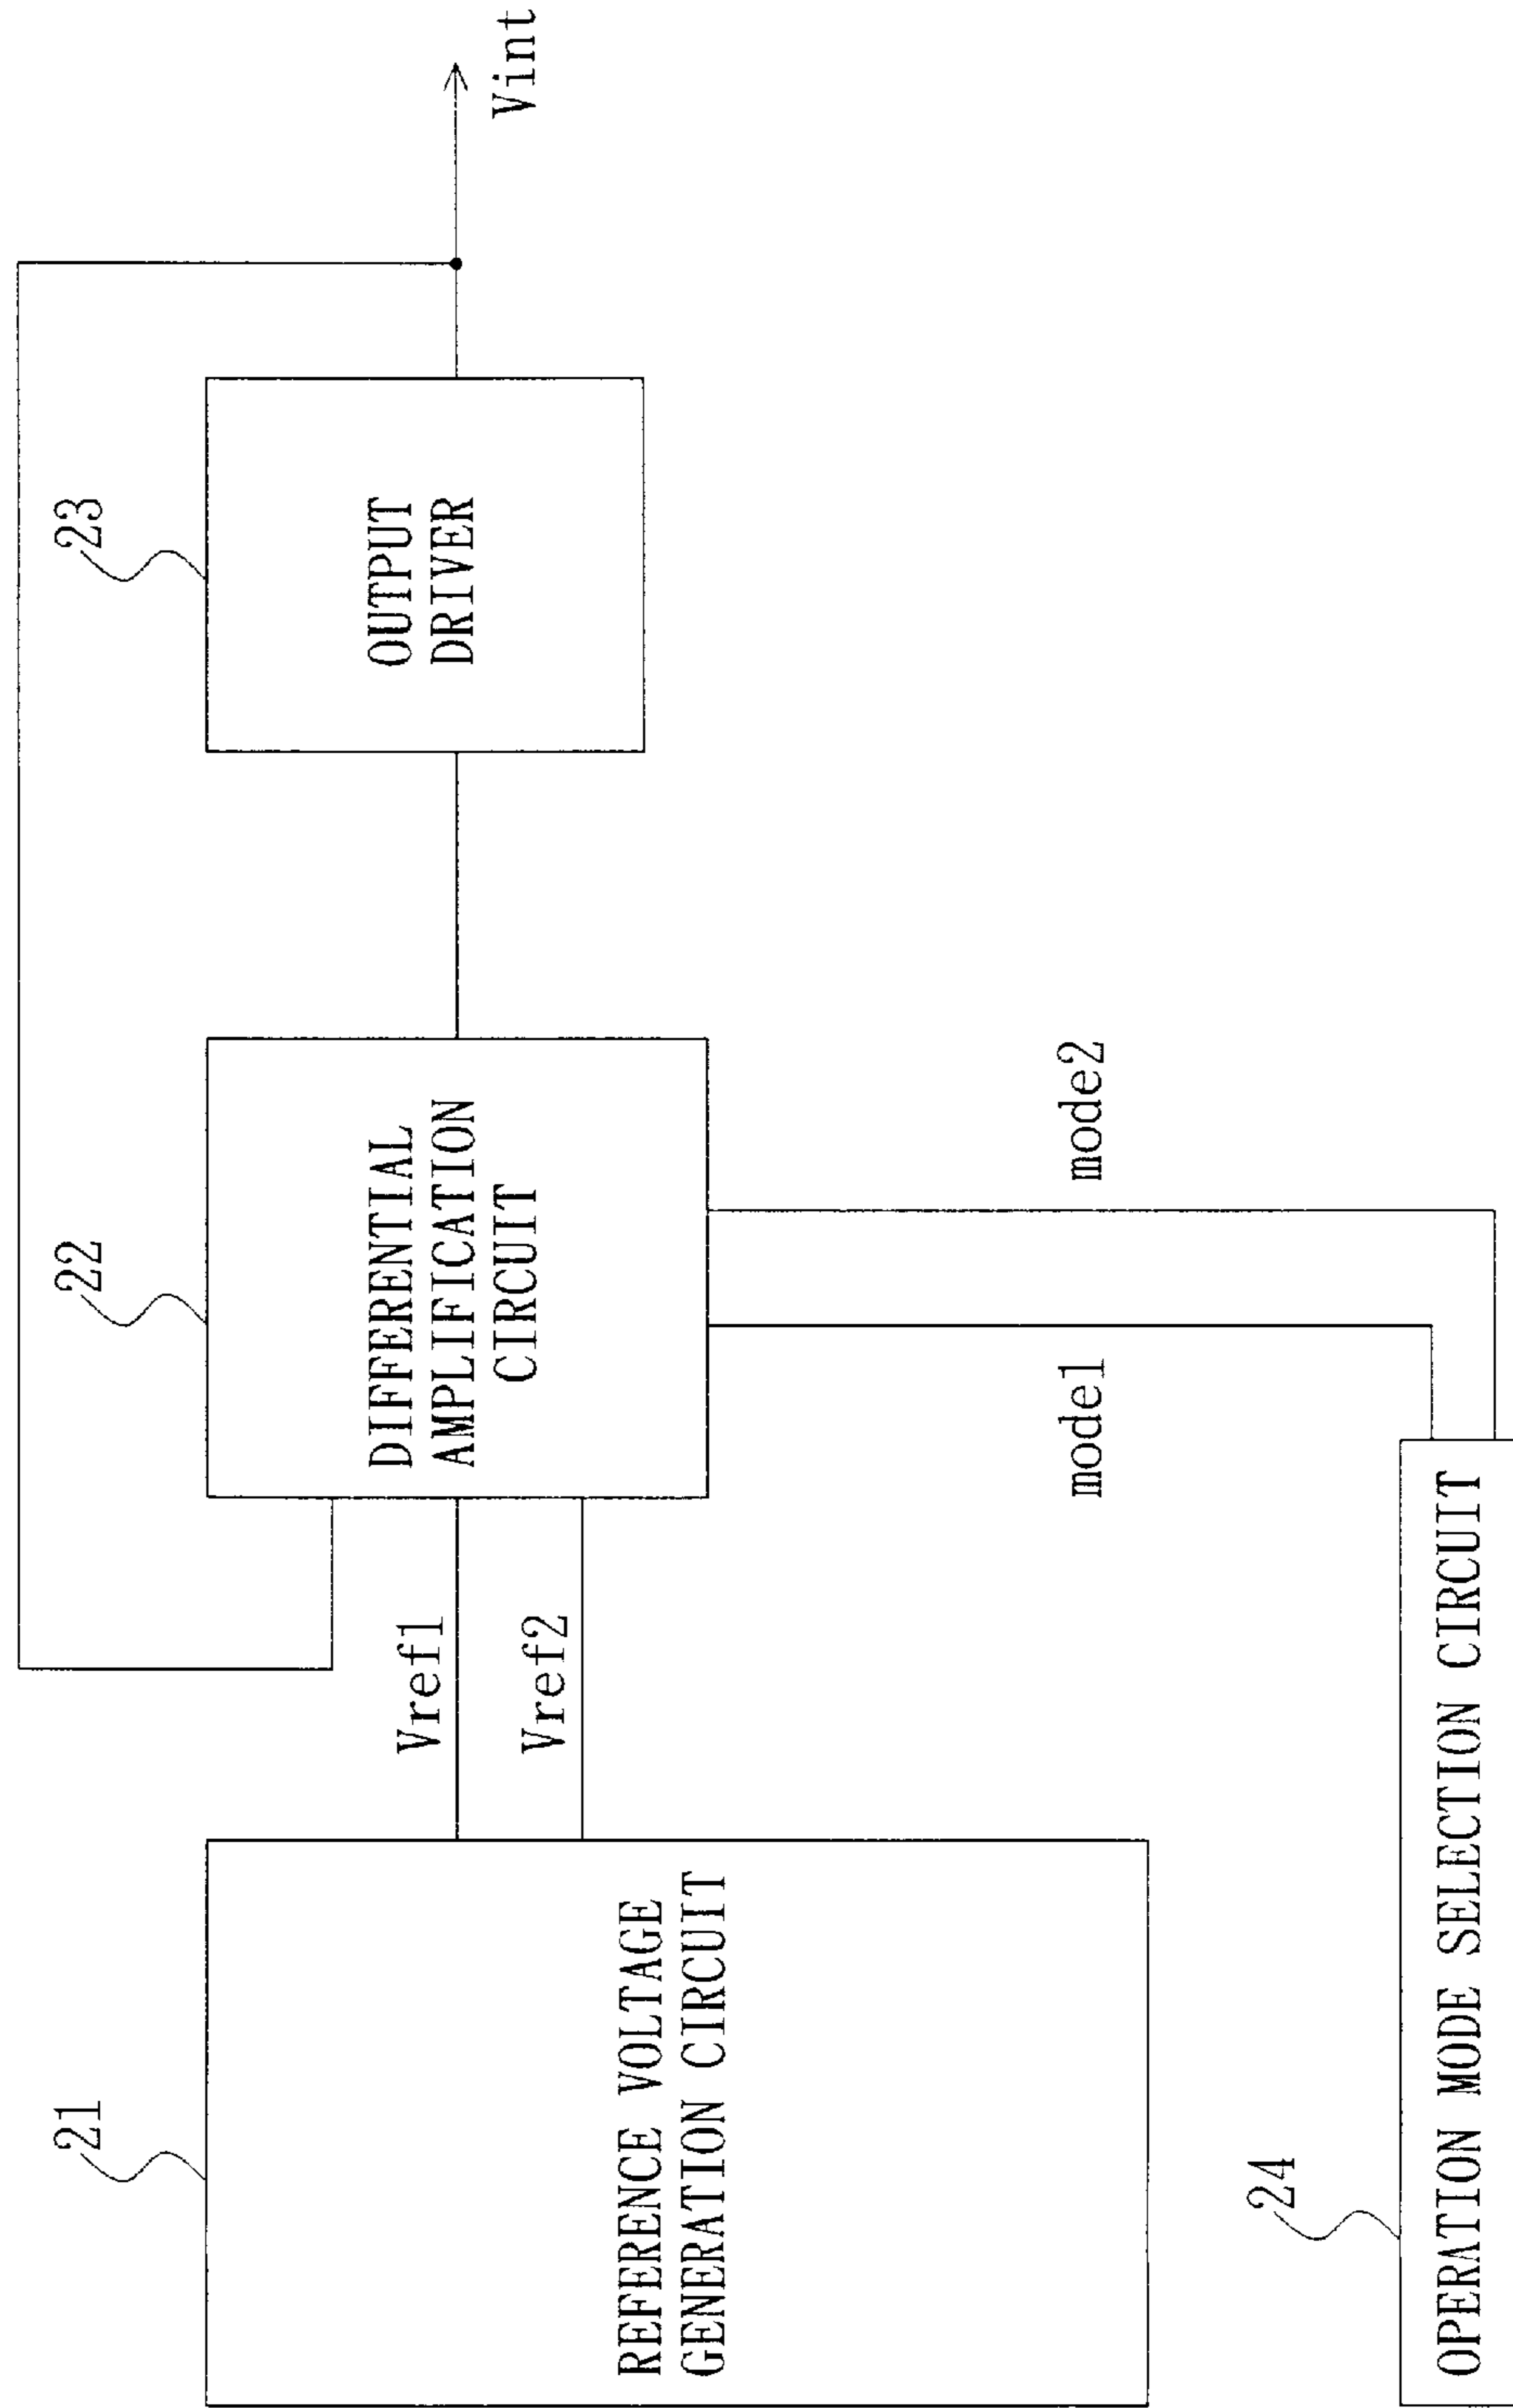 21
REFERENCE VOLTAGE
GENERATION CIRCUIT
Vref1
Vref2
22
DIFFERENTIAL
AMPLIFICATION
CIRCUIT
23
OUTPUT
DRIVER
Vint
mode1
mode2
24
OPERATION MODE SELECTION CIRCUIT